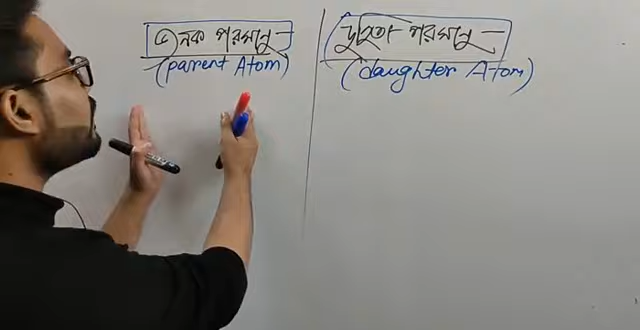 জনক পরমানু -
(parent Atom)
দুহিতা পরমানু -
(daughter Atom)